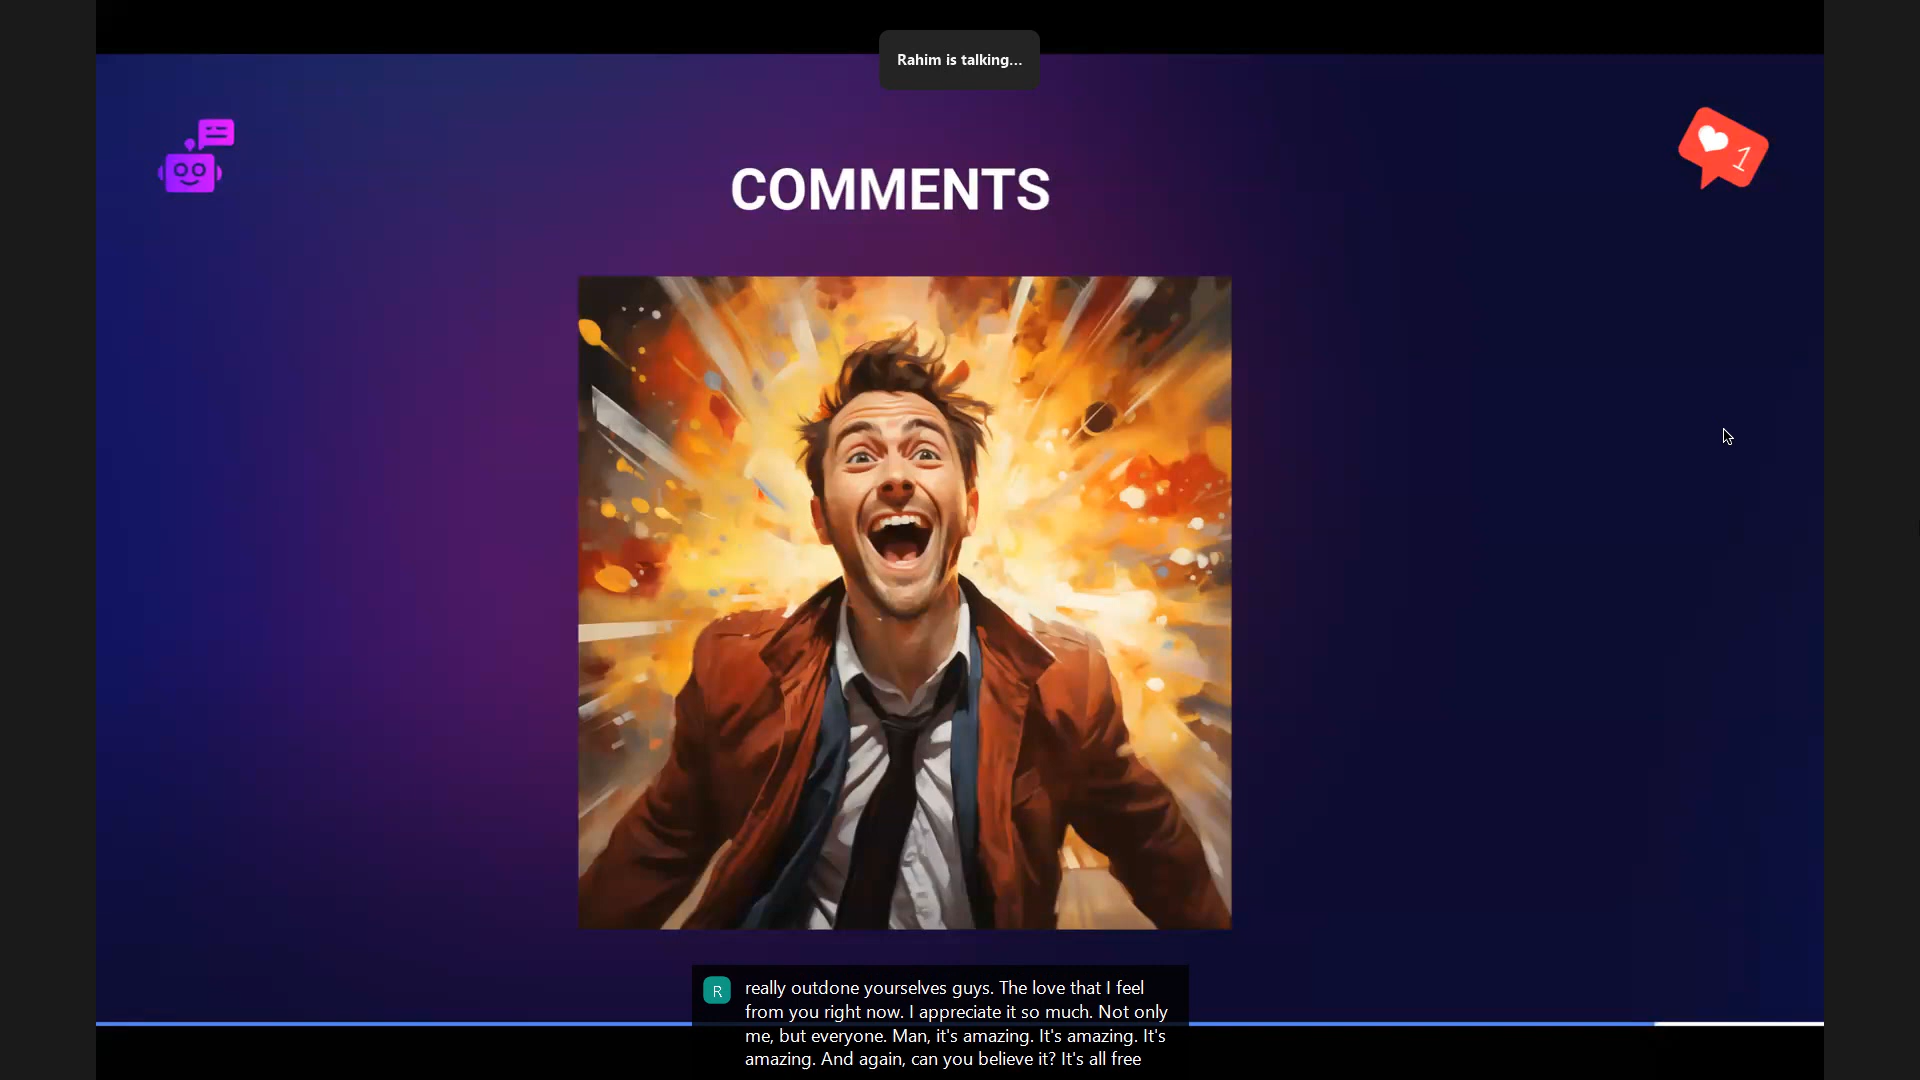 Rahim is talking...
COMMENTS
1
R
really outdone yourselves guys. The love that I feel
from you right now. I appreciate it so much. Not only
me, but everyone. Man, it's amazing. It's amazing. It's
amazing. And again, can you believe it? It's all free